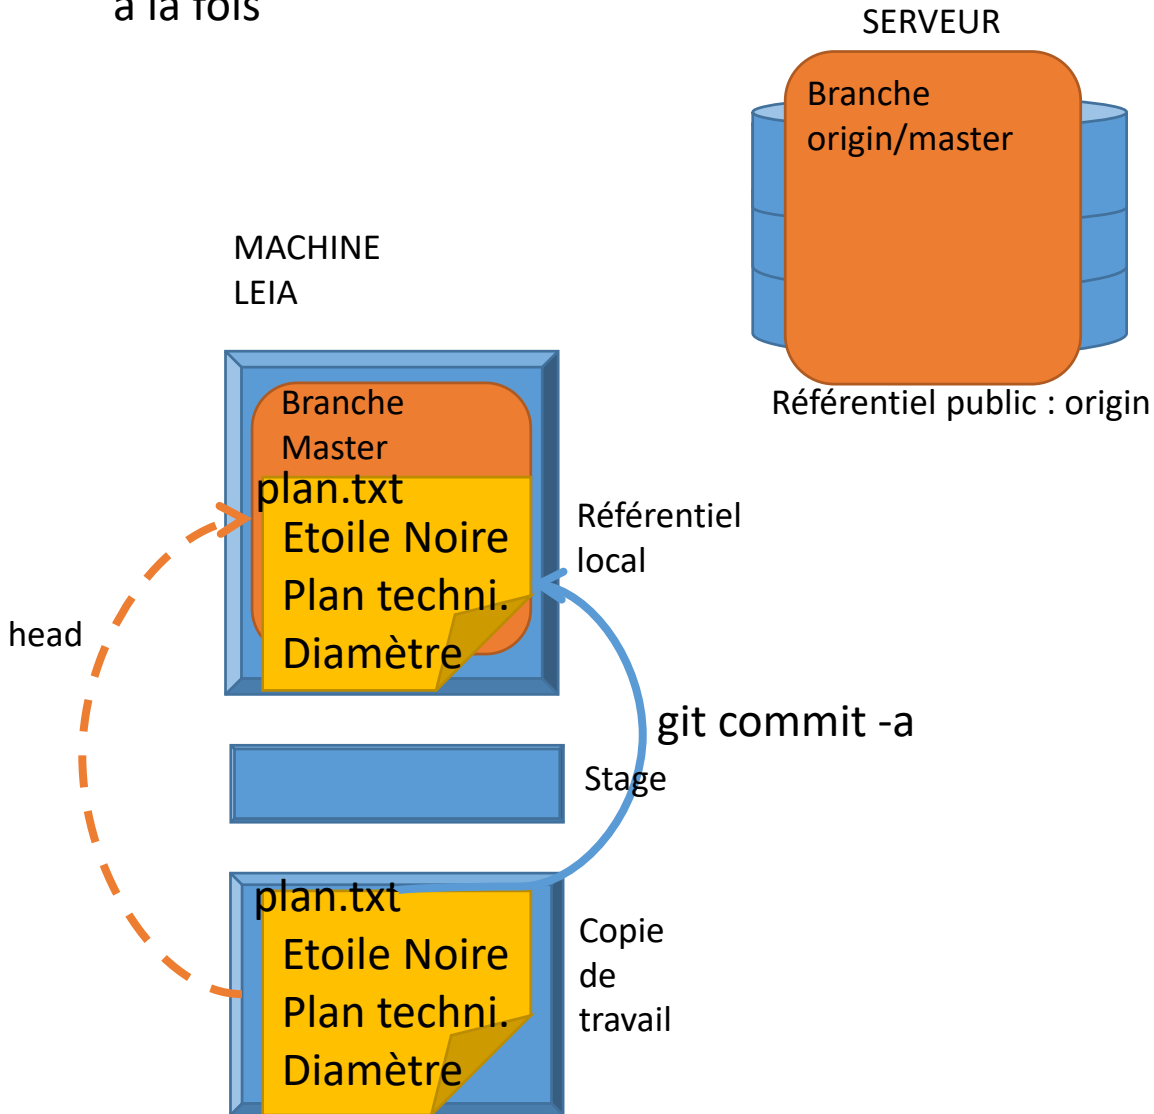 à la fois
SERVEUR
Branche
origin/master
Référentiel public : origin
MACHINE
LEIA
Branche
Master
plan.txt
Etoile Noire
Plan techni.
Diamètre
Référentiel
local
head
git commit -a
Stage
plan.txt
Etoile Noire
Plan techni.
Diamètre
Copie
de
travail